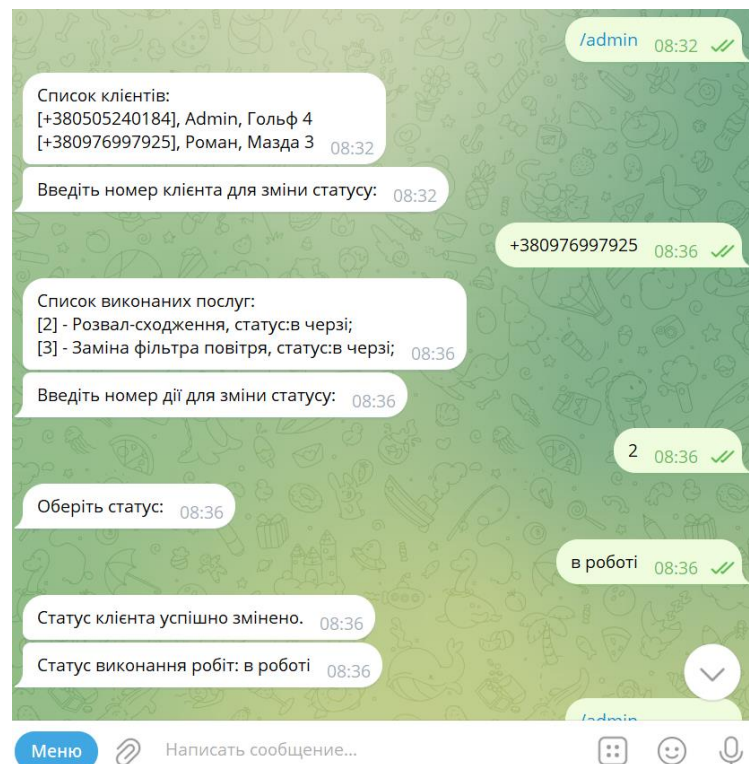 /admin 08:32
Список клієнтів:
[+380505240184], Admin, Гольф 4
[+380976997925], Роман, Мазда 3 08:32
Введіть номер клієнта для зміни статусу: 08:32
+380976997925 08:36
Список виконаних послуг:
[2] - Розвал-сходження, статус:в черзі;
[3] - Заміна фільтра повітря, статус:в черзі; 08:36
Введіть номер дії для зміни статусу: 08:36
2 08:36
Оберіть статус: 08:36
в роботі 08:36
Статус клієнта успішно змінено. 08:36
Статус виконання робіт: в роботі 08:36
/admin
Меню Написать сообщение...